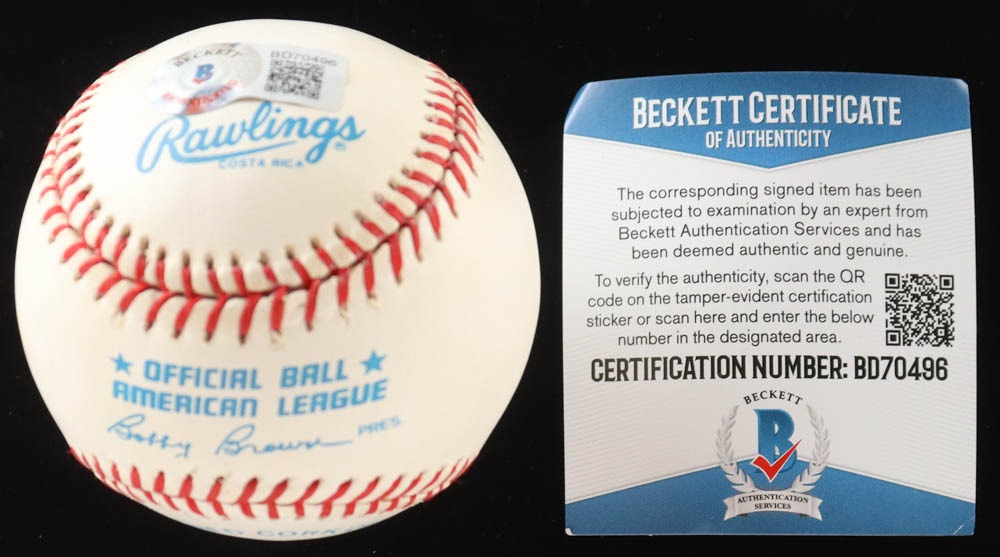 BECKETT
BD70496
B
AUTHENTICATED
Rawlings®
COSTA RICA
★ OFFICIAL BALL ★
AMERICAN LEAGUE
Bobby Brown PRES.
CORK
BECKETT CERTIFICATE
OF AUTHENTICITY
The corresponding signed item has been
subjected to examination by an expert from
Beckett Authentication Services and has
been deemed authentic and genuine.
To verify the authenticity, scan the QR
code on the tamper-evident certification
sticker or scan here and enter the below
number in the designated area.
CERTIFICATION NUMBER: BD70496
BECKETT
B
AUTHENTICATION
SERVICES